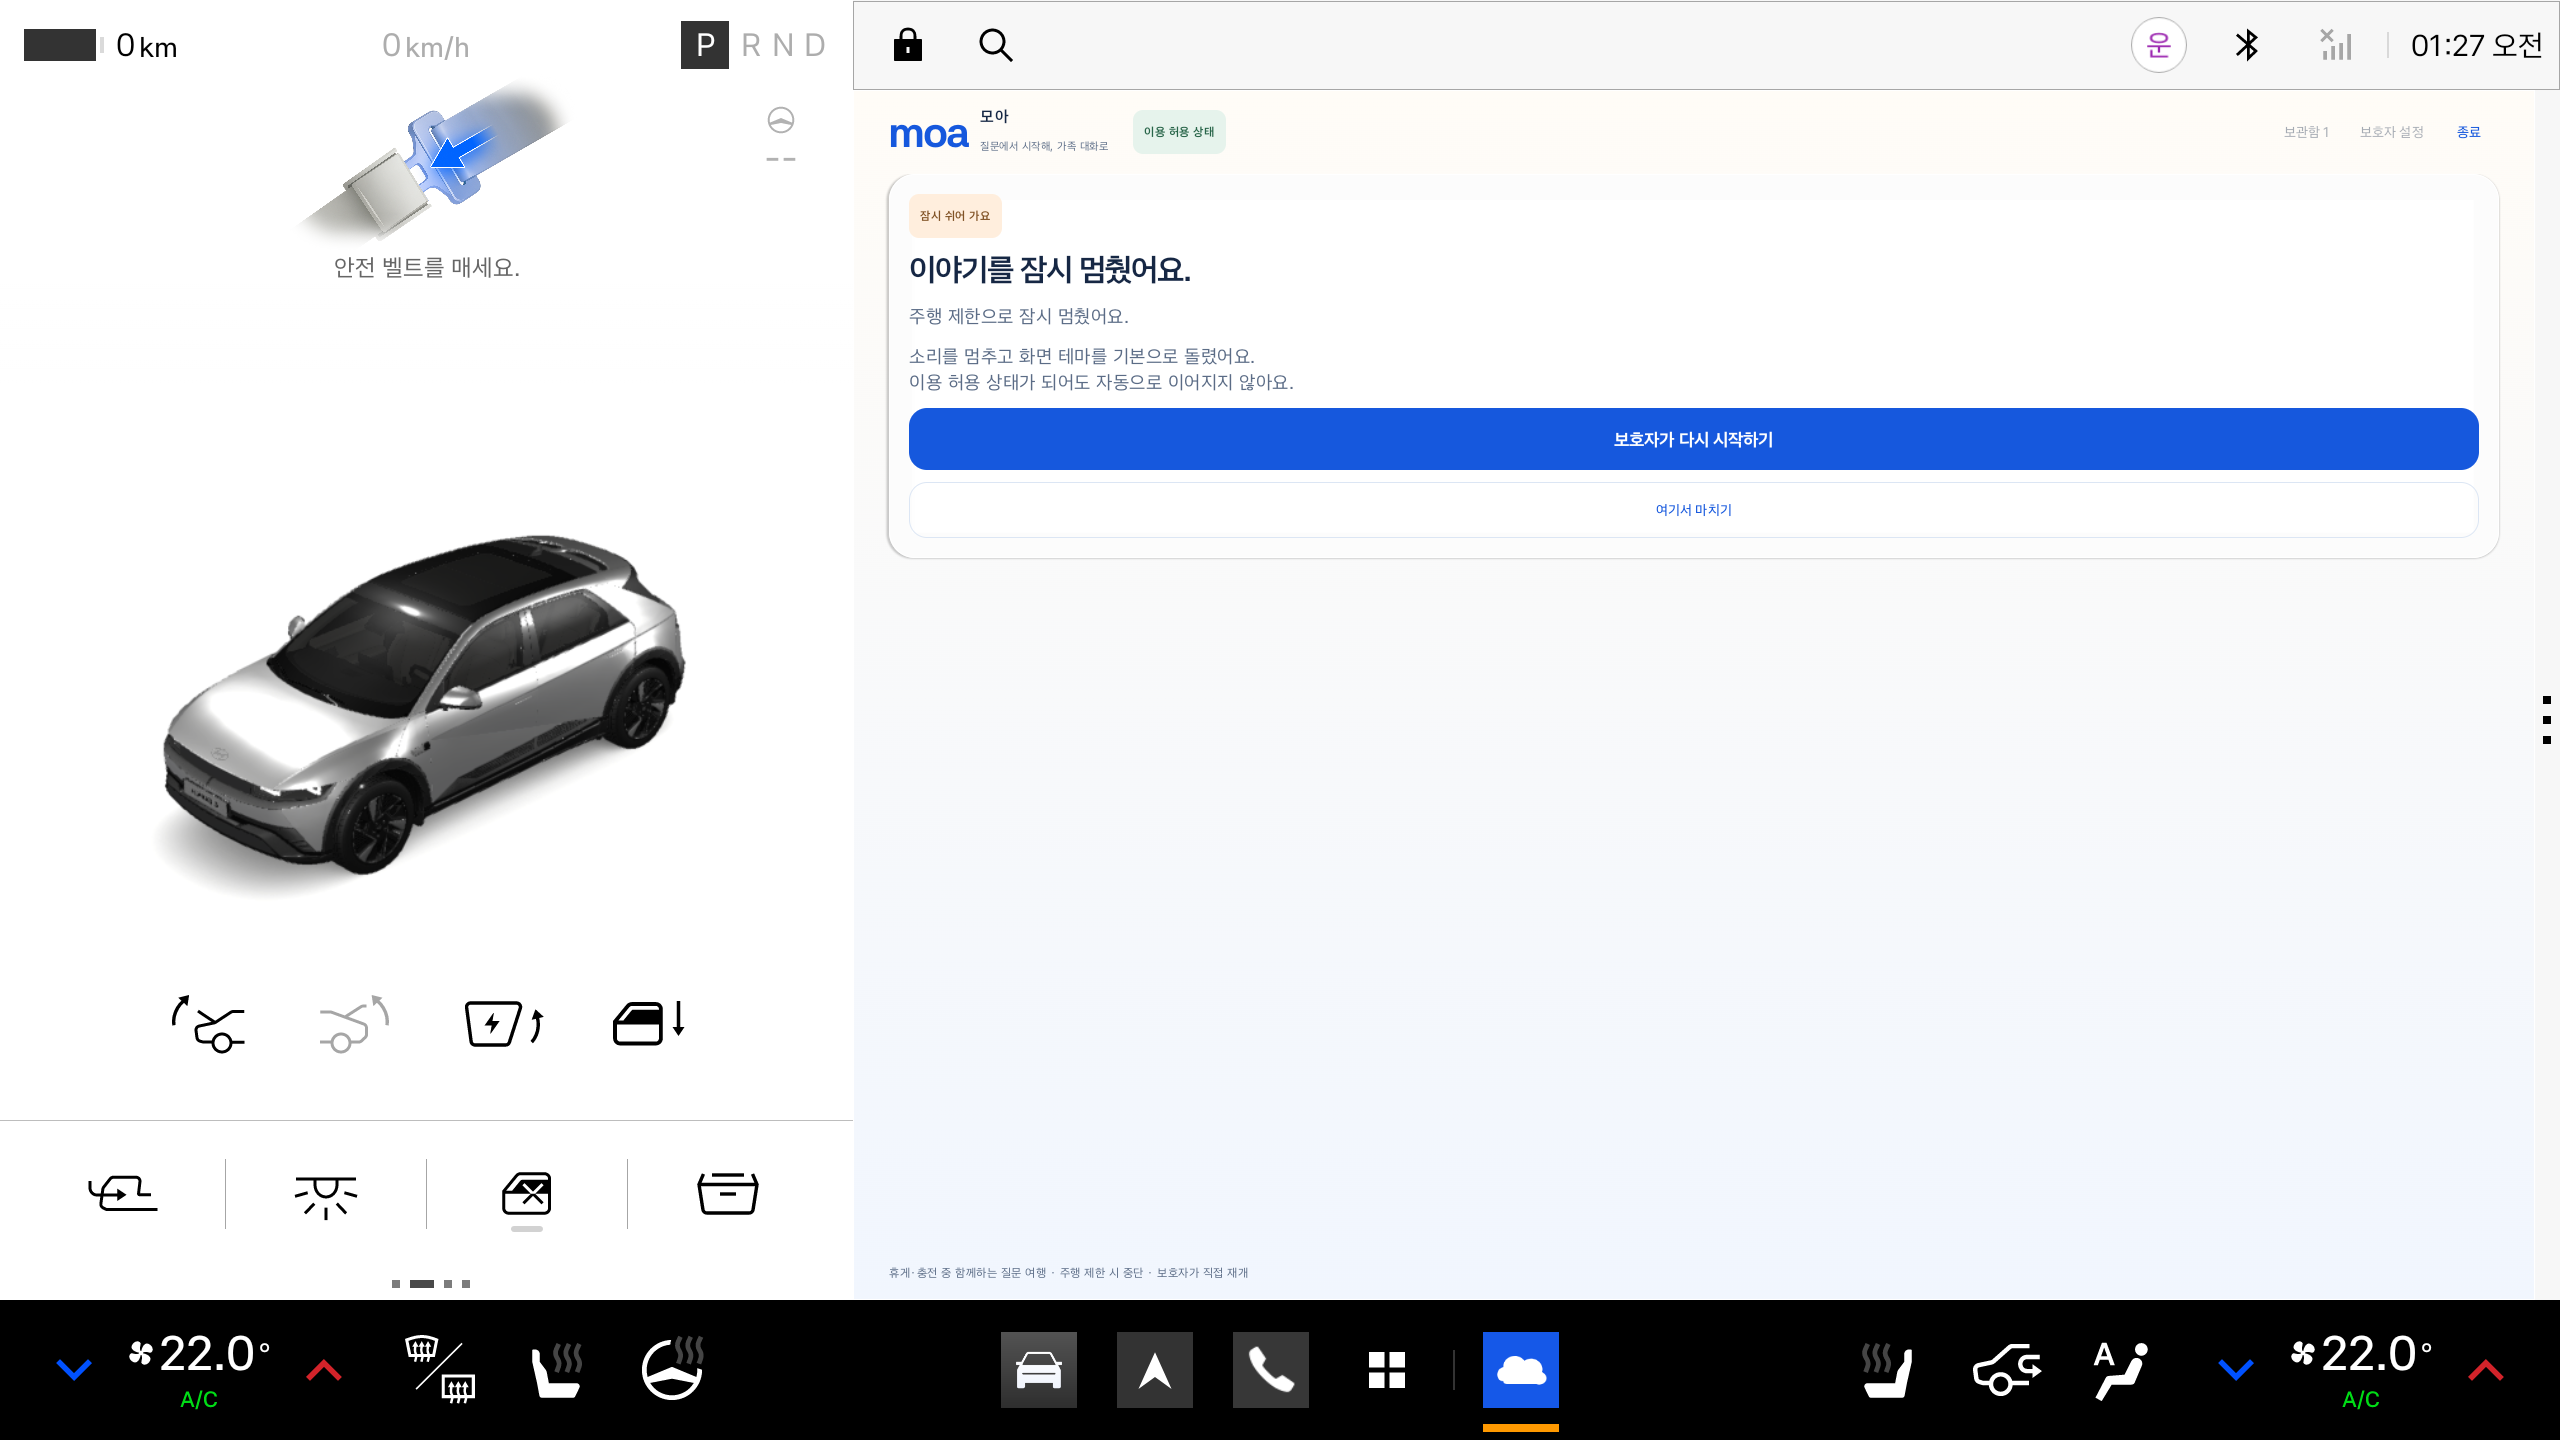 0 km
0 km/h
P R N D
안전 벨트를 매세요.
운
01:27 오전
moa
모아
질문에서 시작해, 가족 대화로
이용 허용 상태
보관함 1
보호자 설정
종료
잠시 쉬어 가요
이야기를 잠시 멈췄어요.
주행 제한으로 잠시 멈췄어요.
소리를 멈추고 화면 테마를 기본으로 돌렸어요.
이용 허용 상태가 되어도 자동으로 이어지지 않아요.
보호자가 다시 시작하기
여기서 마치기
휴게·충전 중 함께하는 질문 여행 · 주행 제한 시 중단 · 보호자가 직접 재개
22.0°
A/C
A
22.0°
A/C